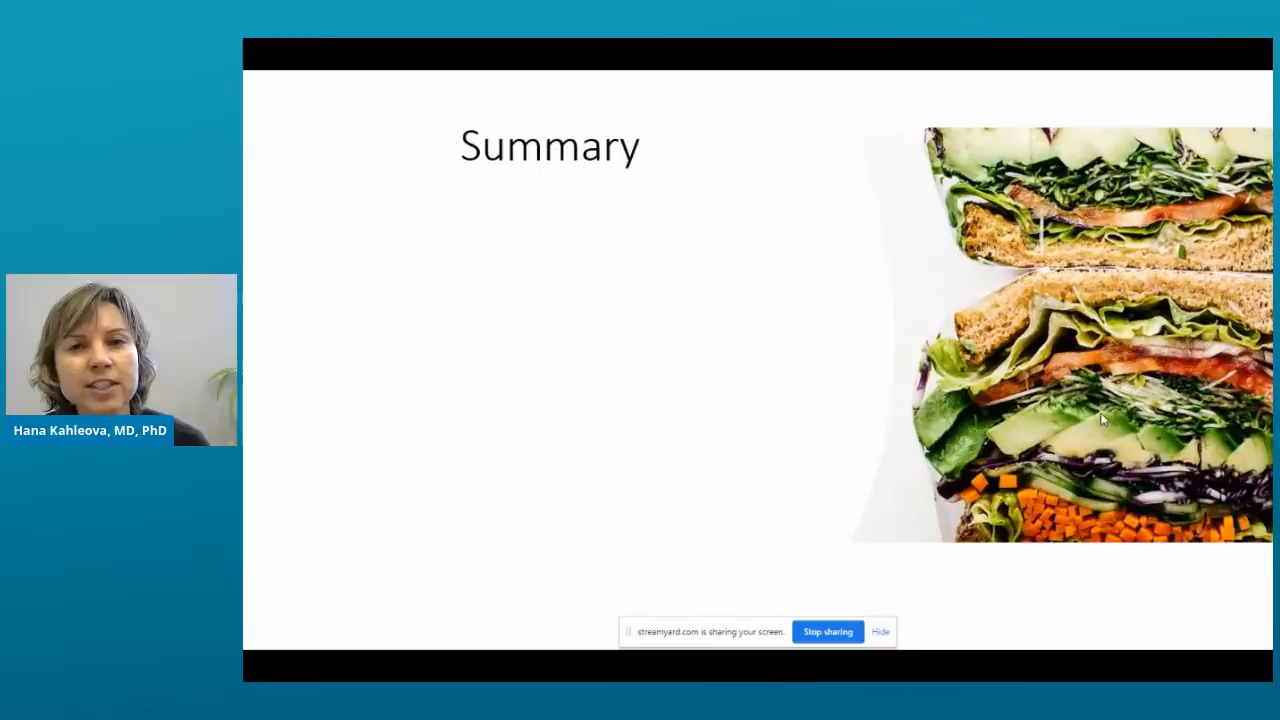 Summary
Hana Kahleova, MD, PhD
streamyard.com is sharing your screen. Stop sharing Hide